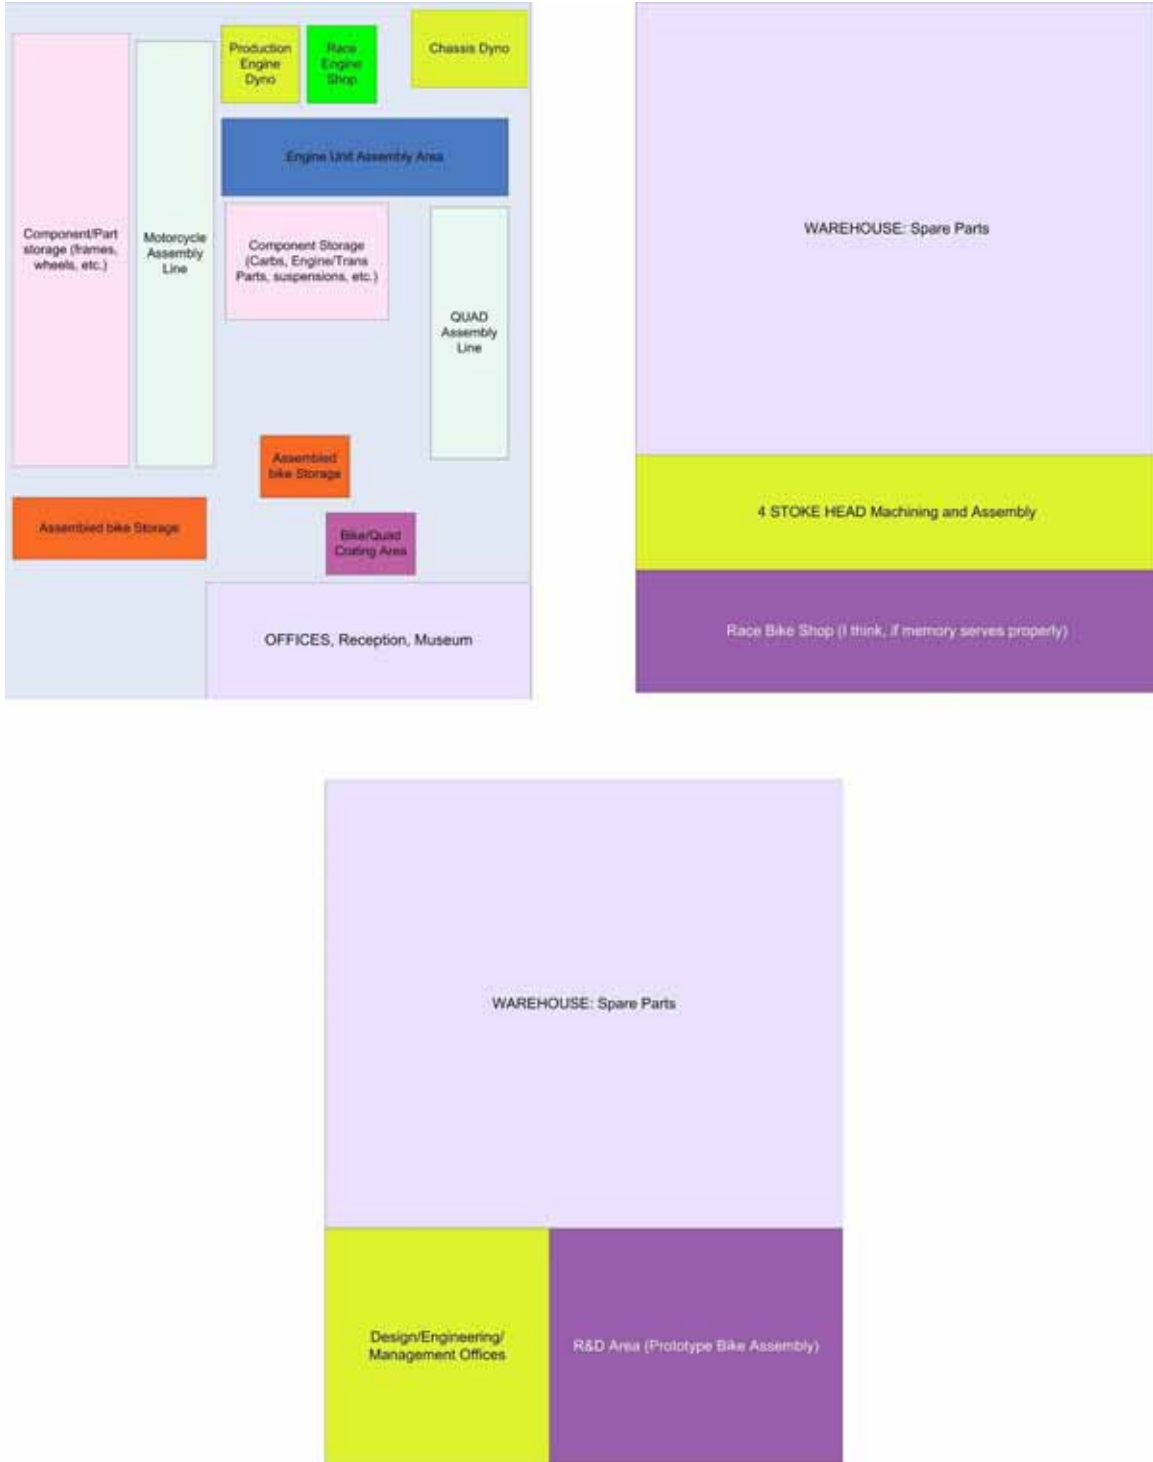 Production
Engine
Dyno
Race
Engine
Shop
Chassis Dyno
Engine Unit Assembly Area
Component/Part
storage (frames,
wheels, etc.)
Motorcycle
Assembly
Line
Component Storage
(Carbs, Engine/Trans
Parts, suspensions, etc.)
QUAD
Assembly
Line
Assembled
bike Storage
Assembled bike Storage
Bike/Quad
Crating Area
OFFICES, Reception, Museum
WAREHOUSE: Spare Parts
4 STOKE HEAD Machining and Assembly
Race Bike Shop (I think, if memory serves properly)
WAREHOUSE: Spare Parts
Design/Engineering/
Management Offices
R&D Area (Prototype Bike Assembly)